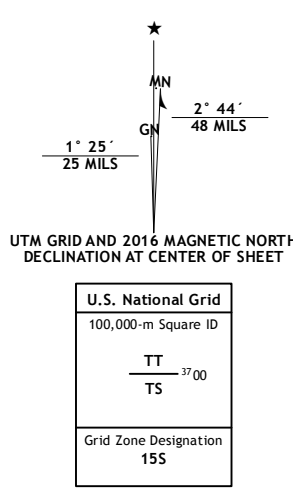 ★
MN
2° 44´
48 MILS
GN
1° 25´
25 MILS
UTM GRID AND 2016 MAGNETIC NORTH
DECLINATION AT CENTER OF SHEET
U.S. National Grid
100,000-m Square ID
TT
3700
TS
Grid Zone Designation
15S